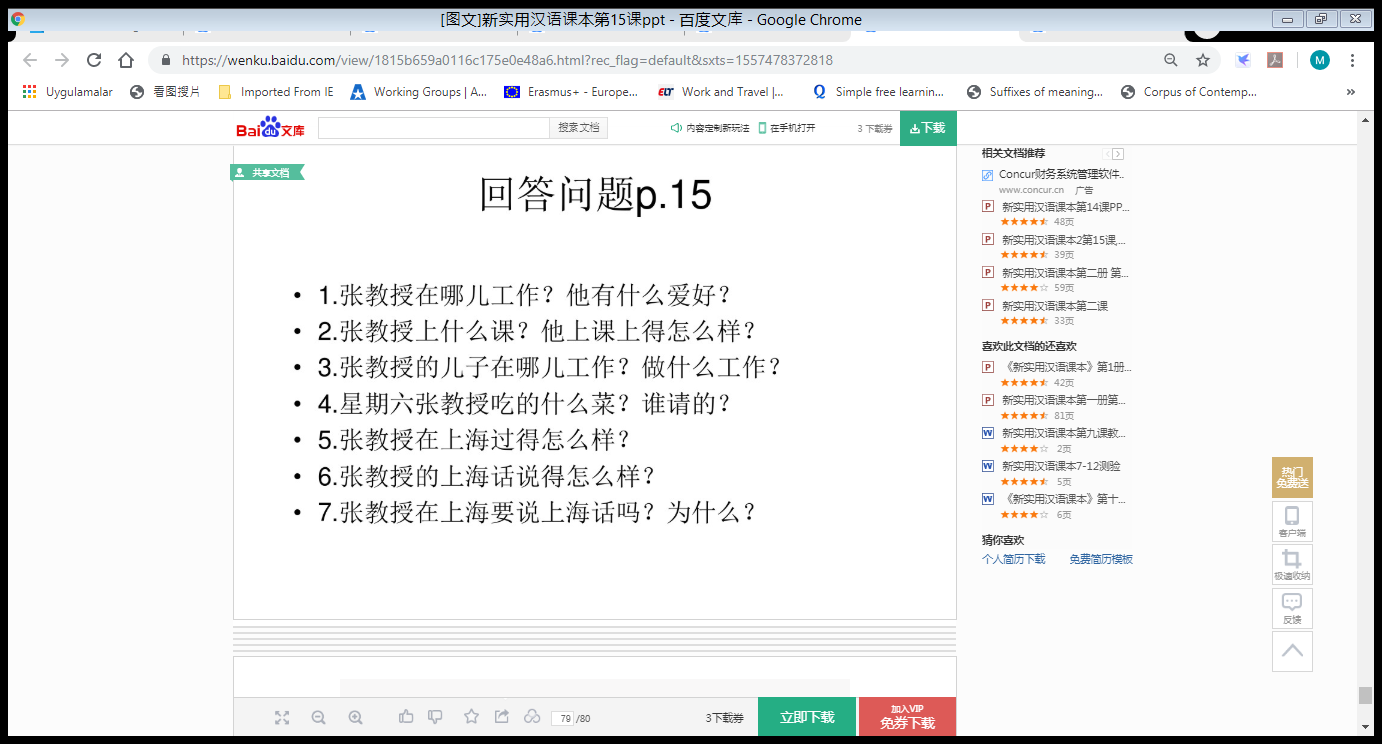 [图文]新实用汉语课本第15课ppt - 百度文库 - Google Chrome
https://wenku.baidu.com/view/1815b659a0116c175e0e48a6.html?rec_flag=default&sxts=1557478372818
M
Uygulamalar 看图搜片 Imported From IE Working Groups | A... Erasmus+ - Europe... ELT Work and Travel |... Q Simple free learnin... Suffixes of meaning... Corpus of Contemp... »
Bai du 文库 搜索文档 内容定制新玩法 在手机打开 3 下载券 下载
共享文档
回答问题p.15
• 1.张教授在哪儿工作？他有什么爱好？
• 2.张教授上什么课？他上课上得怎么样？
• 3.张教授的儿子在哪儿工作？做什么工作？
• 4.星期六张教授吃的什么菜？谁请的？
• 5.张教授在上海过得怎么样？
• 6.张教授的上海话说得怎么样？
• 7.张教授在上海要说上海话吗？为什么？
相关文档推荐
Concur财务系统管理软件..
www.concur.cn 广告
P 新实用汉语课本第14课PP...
48页
P 新实用汉语课本2第15课,...
39页
P 新实用汉语课本第二册 第...
59页
P 新实用汉语课本第二课
33页
喜欢此文档的还喜欢
P 《新实用汉语课本》第1册...
42页
P 新实用汉语课本第一册第...
81页
W 新实用汉语课本第九课教...
2页
W 新实用汉语课本7-12测验
5页
W 《新实用汉语课本》第十...
6页
猜你喜欢
个人简历下载 免费简历模板
热门
免费送
客户端
极速收纳
反馈
79 /80 3下载券 立即下载
加入VIP
免券下载